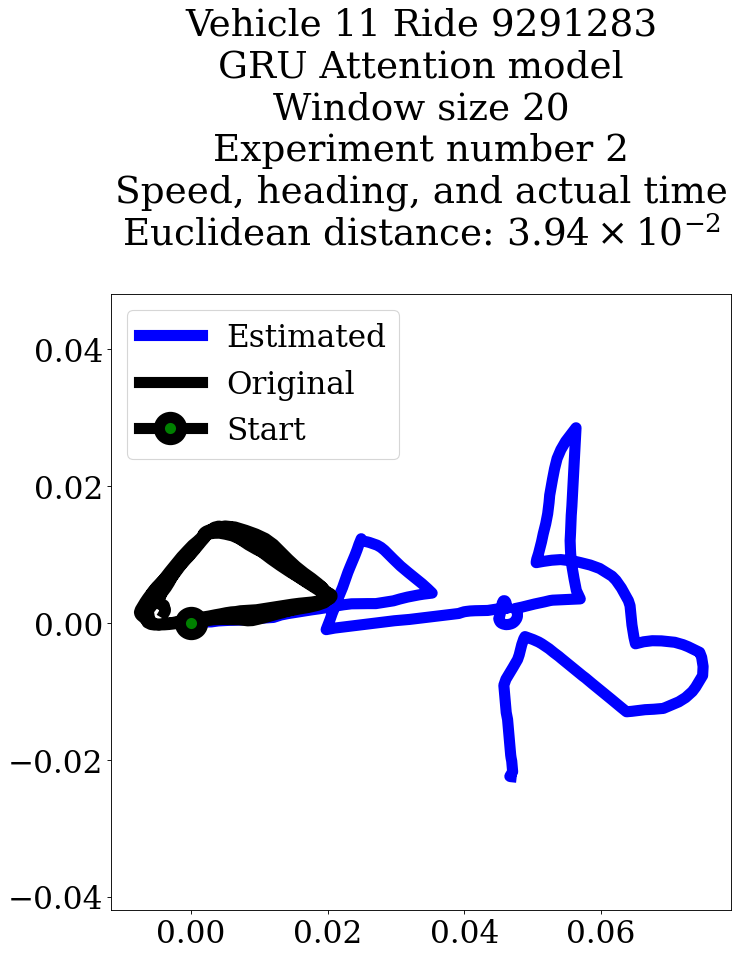 Vehicle 11 Ride 9291283
GRU Attention model
Window size 20
Experiment number 2
Speed, heading, and actual time
Euclidean distance: 3.94 × 10⁻²
Estimated
Original
Start
0.04
0.02
0.00
−0.02
−0.04
0.00 0.02 0.04 0.06